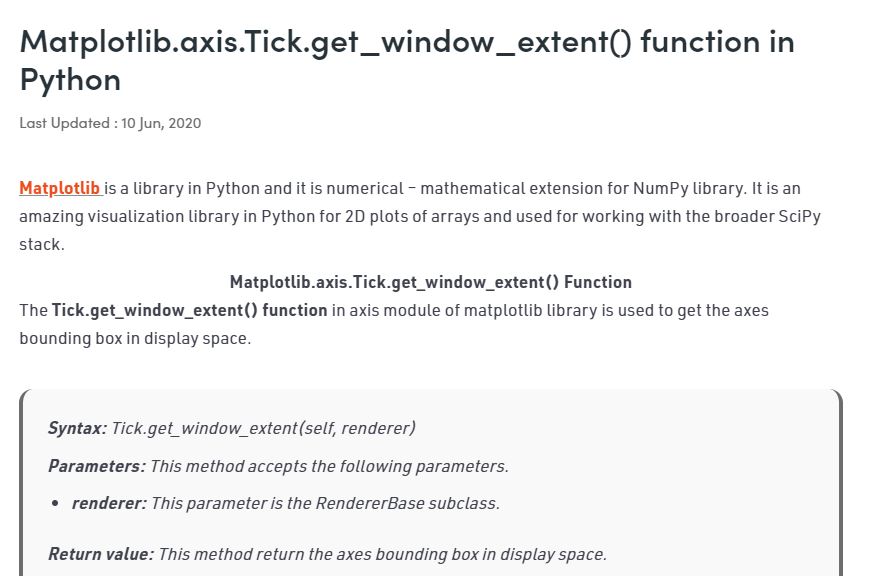 Matplotlib.axis.Tick.get_window_extent() function in
Python
Last Updated : 10 Jun, 2020
Matplotlib is a library in Python and it is numerical – mathematical extension for NumPy library. It is an
amazing visualization library in Python for 2D plots of arrays and used for working with the broader SciPy
stack.
Matplotlib.axis.Tick.get_window_extent() Function
The Tick.get_window_extent() function in axis module of matplotlib library is used to get the axes
bounding box in display space.
Syntax: Tick.get_window_extent(self, renderer)
Parameters: This method accepts the following parameters.
• renderer: This parameter is the RendererBase subclass.
Return value: This method return the axes bounding box in display space.